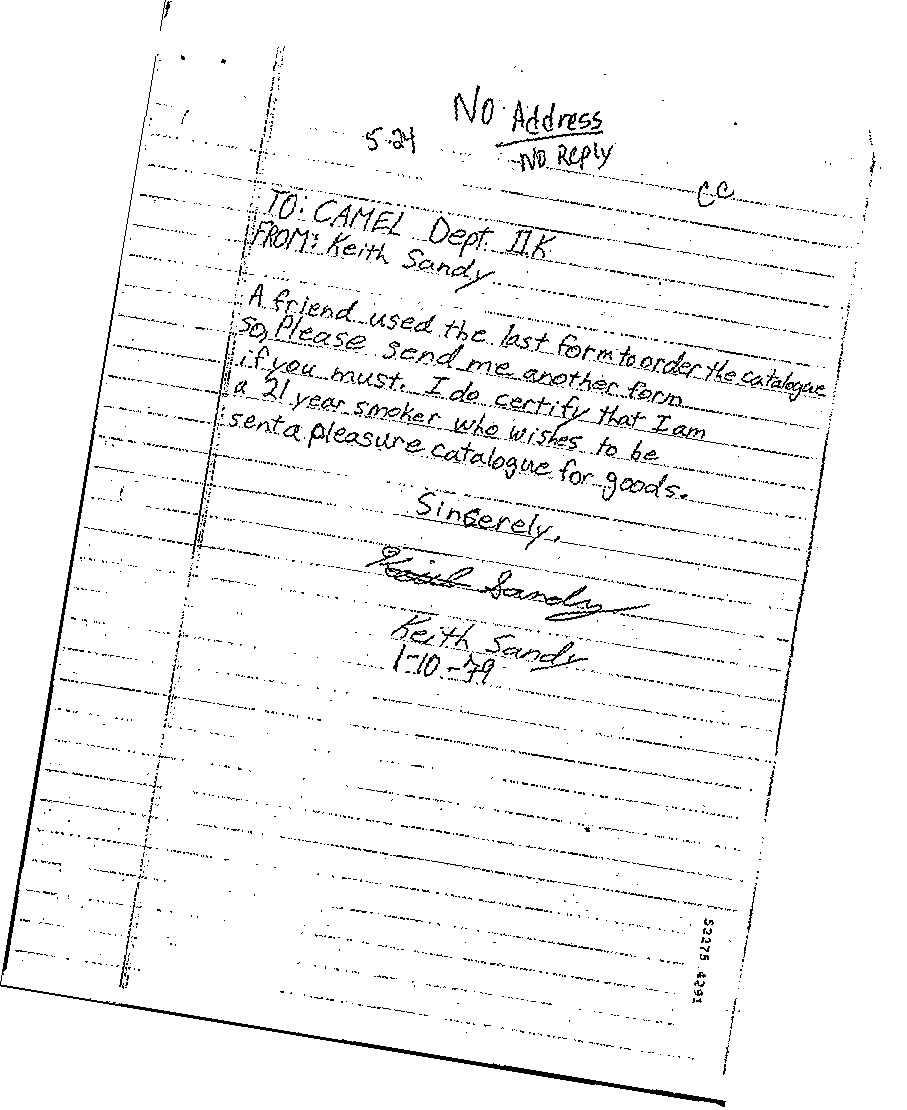 No Address
5-24
No Reply
CC
TO: CAMEL Dept. IIK
FROM: Keith Sandy
A friend used the last form to order the catalogue
so, Please send me another form
if you must. I do certify that I am
a 21 year smoker who wishes to be
sent a pleasure catalogue for goods.
Sincerely,
Keith Sandy
Keith Sandy
1-10-79
52275 4291